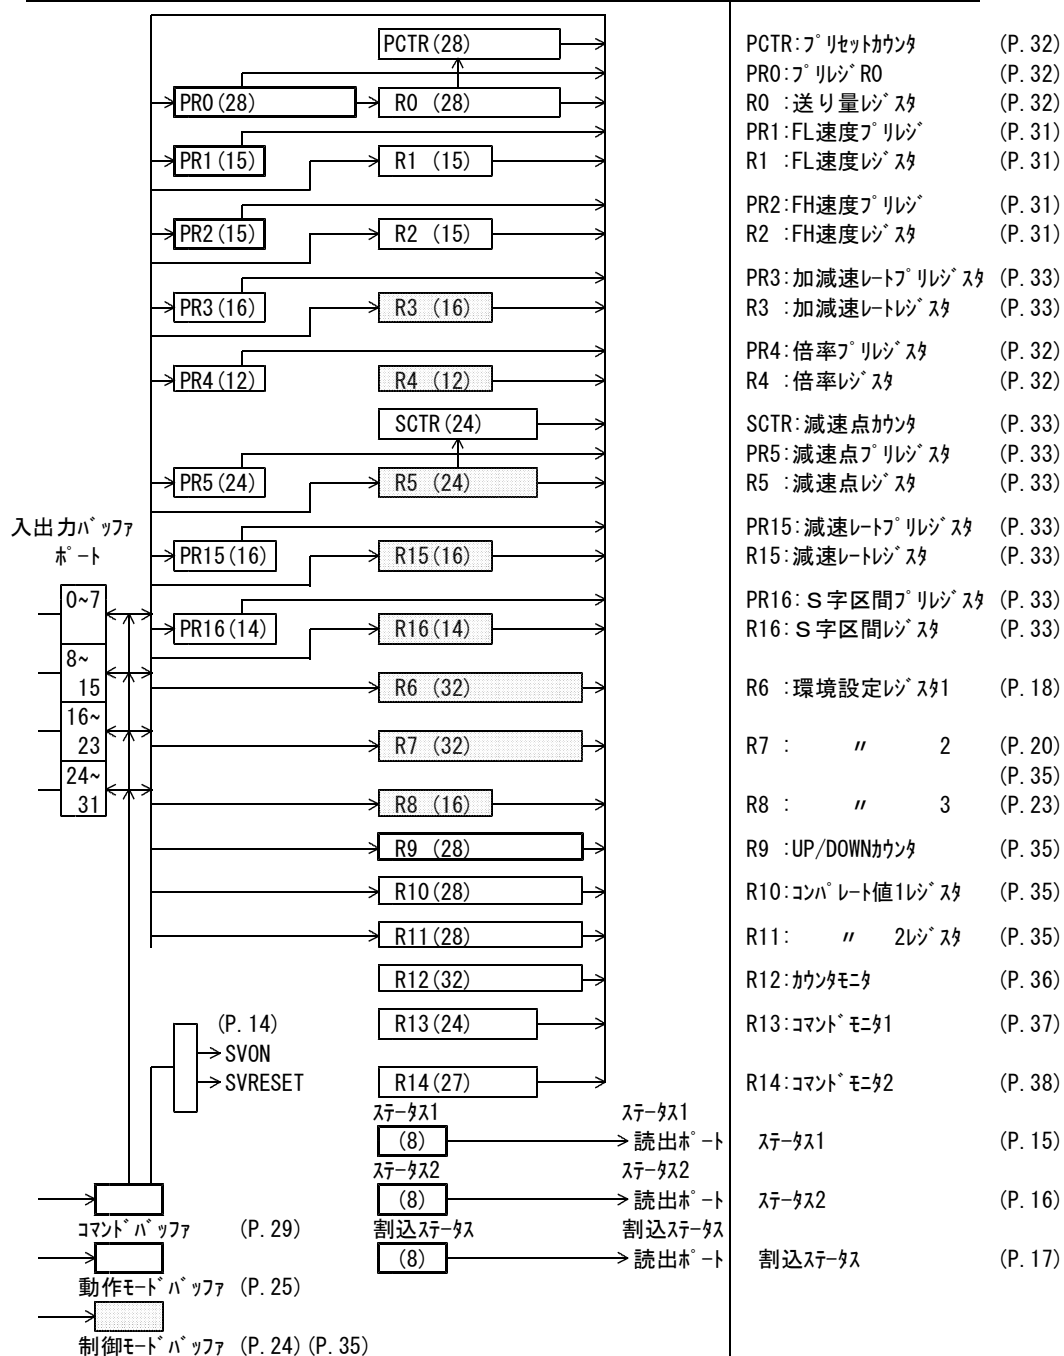 PCTR(28) PCTR:プリセットカウンタ (P.32)
PR0:プリレジR0 (P.32)
PR0(28) R0 (28) R0 :送り量レジスタ (P.32)
PR1:FL速度プリレジ (P.31)
PR1(15) R1 (15) R1 :FL速度レジスタ (P.31)
PR2:FH速度プリレジ (P.31)
PR2(15) R2 (15) R2 :FH速度レジスタ (P.31)
PR3:加減速レートプリレジスタ (P.33)
PR3(16) R3 (16) R3 :加減速レートレジスタ (P.33)
PR4:倍率プリレジスタ (P.32)
PR4(12) R4 (12) R4 :倍率レジスタ (P.32)
SCTR(24) SCTR:減速点カウンタ (P.33)
PR5:減速点プリレジスタ (P.33)
PR5(24) R5 (24) R5 :減速点レジスタ (P.33)
入出力バッファ PR15:減速レートプリレジスタ (P.33)
ポート PR15(16) R15(16) R15:減速レートレジスタ (P.33)
0~7 PR16:S字区間プリレジスタ (P.33)
PR16(14) R16(14) R16:S字区間レジスタ (P.33)
8~
15 R6 (32) R6 :環境設定レジスタ1 (P.18)
16~
23 R7 (32) R7 : 〃 2 (P.20)
24~ (P.35)
31 R8 (16) R8 : 〃 3 (P.23)
R9 (28) R9 :UP/DOWNカウンタ (P.35)
R10(28) R10:コンパレート値1レジスタ (P.35)
R11(28) R11: 〃 2レジスタ (P.35)
R12(32) R12:カウンタモニタ (P.36)
(P.14) R13(24) R13:コマンドモニタ1 (P.37)
SVON
SVRESET R14(27) R14:コマンドモニタ2 (P.38)
ステータス1 ステータス1
(8) 読出ポート ステータス1 (P.15)
ステータス2 ステータス2
(8) 読出ポート ステータス2 (P.16)
コマンドバッファ (P.29) 割込ステータス 割込ステータス
(8) 読出ポート 割込ステータス (P.17)
動作モードバッファ (P.25)
制御モードバッファ (P.24)(P.35)